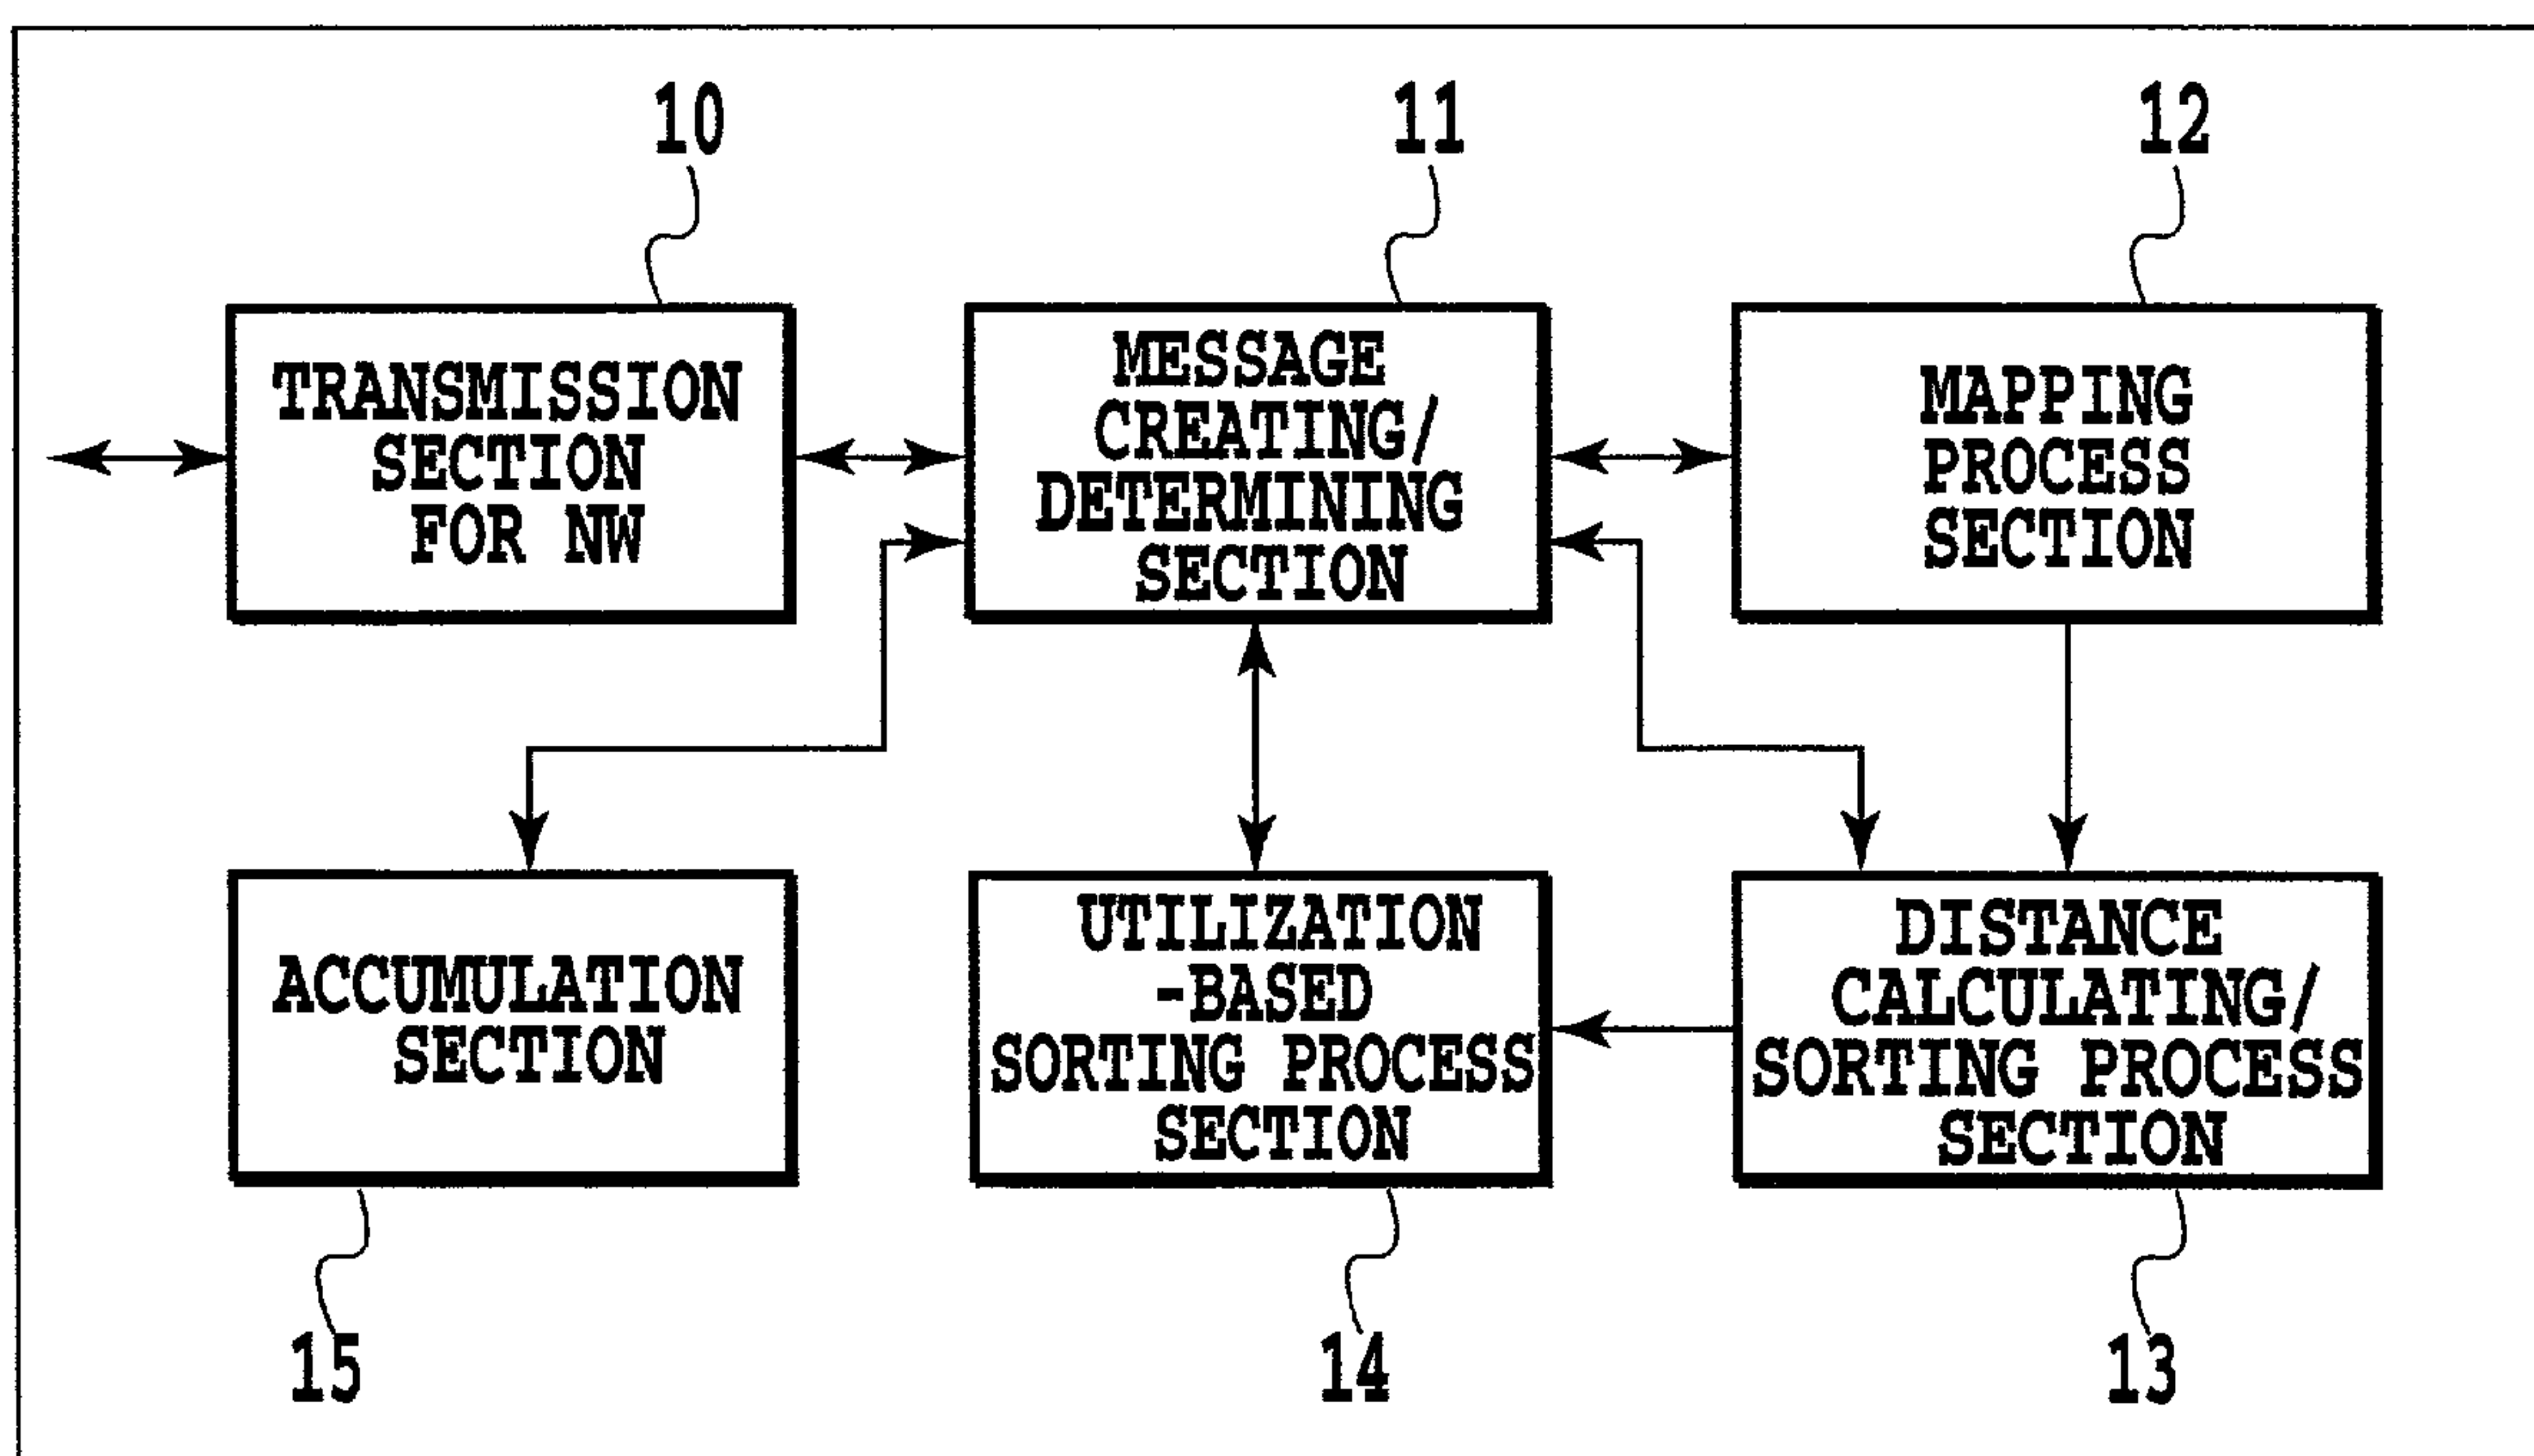 10
11
12
TRANSMISSION
SECTION
FOR NW
MESSAGE
CREATING/
DETERMINING
SECTION
MAPPING
PROCESS
SECTION
ACCUMULATION
SECTION
UTILIZATION
-BASED
SORTING PROCESS
SECTION
DISTANCE
CALCULATING/
SORTING PROCESS
SECTION
15
14
13